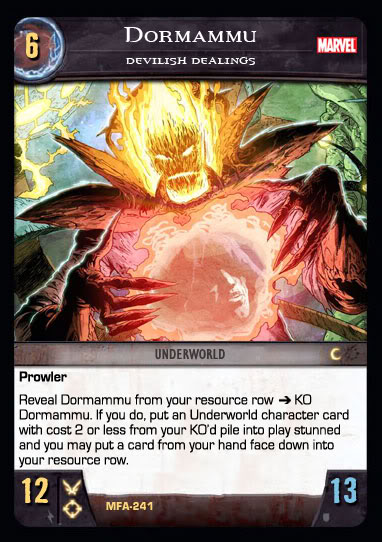 6
DORMAMMU
MARVEL
DEVILISH DEALINGS
UNDERWORLD
C
Prowler
Reveal Dormammu from your resource row ➔ KO
Dormammu. If you do, put an Underworld character card
with cost 2 or less from your KO'd pile into play stunned
and you may put a card from your hand face down into
your resource row.
12
MFA-241
13